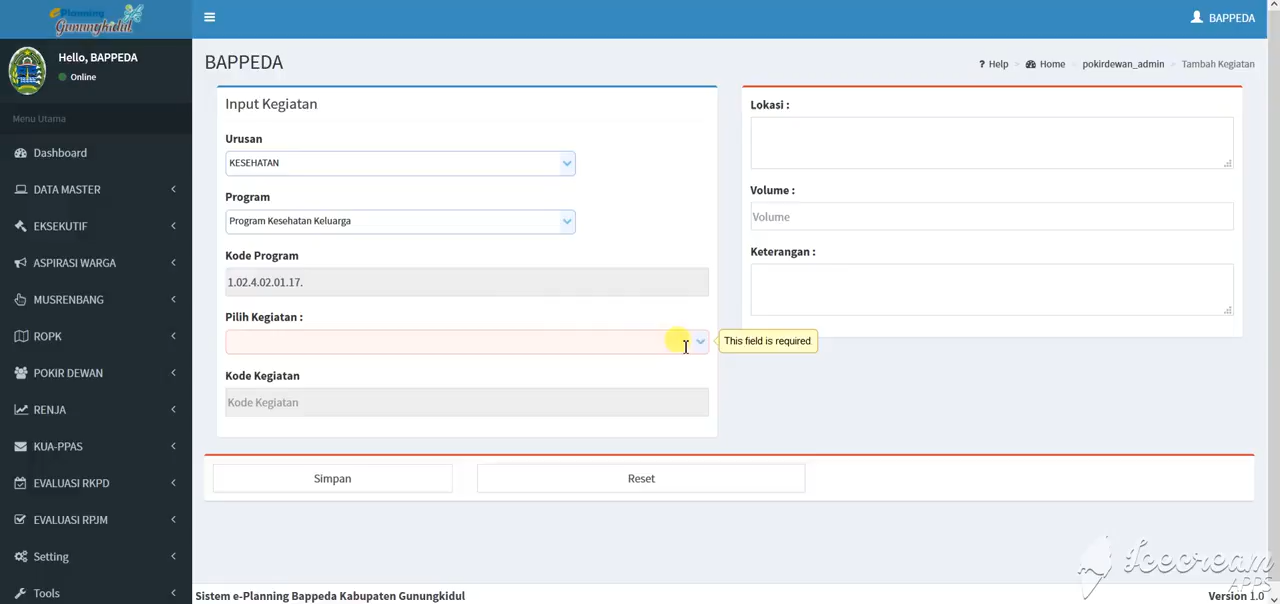 e-Planning
Gunungkidul
BAPPEDA
Hello, BAPPEDA
Online
Menu Utama
Dashboard
DATA MASTER
EKSEKUTIF
ASPIRASI WARGA
MUSRENBANG
ROPK
POKIR DEWAN
RENJA
KUA-PPAS
EVALUASI RKPD
EVALUASI RPJM
Setting
Tools
BAPPEDA
? Help
Home
pokirdewan_admin
Tambah Kegiatan
Input Kegiatan
Urusan
KESEHATAN
Program
Program Kesehatan Keluarga
Kode Program
1.02.4.02.01.17.
Pilih Kegiatan :
This field is required
Kode Kegiatan
Kode Kegiatan
Lokasi :
Volume :
Volume
Keterangan :
Simpan
Reset
Icecream
APPS
Sistem e-Planning Bappeda Kabupaten Gunungkidul
Version 1.0